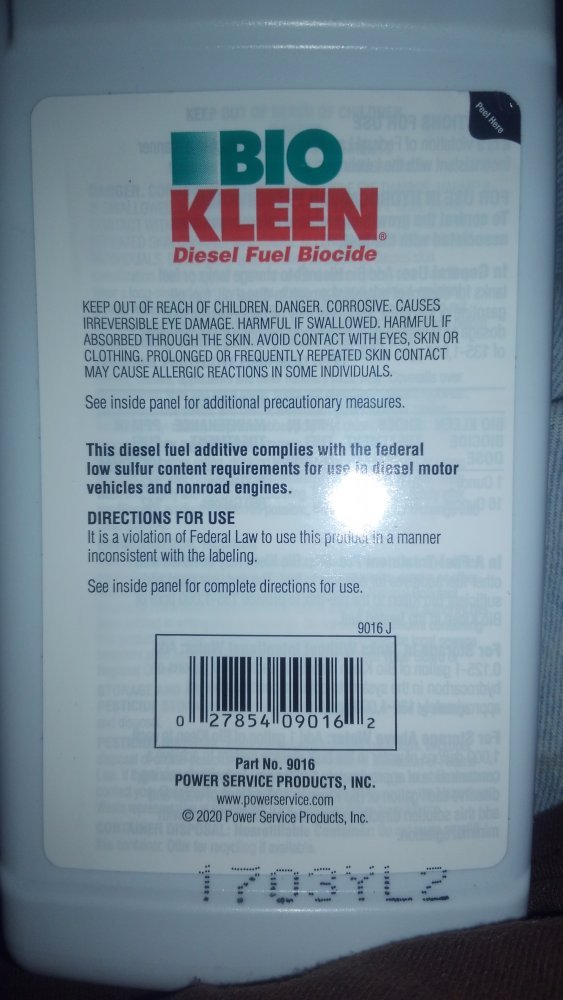 Peel Here
BIO
KLEEN®
Diesel Fuel Biocide
KEEP OUT OF REACH OF CHILDREN. DANGER. CORROSIVE. CAUSES
IRREVERSIBLE EYE DAMAGE. HARMFUL IF SWALLOWED. HARMFUL IF
ABSORBED THROUGH THE SKIN. AVOID CONTACT WITH EYES, SKIN OR
CLOTHING. PROLONGED OR FREQUENTLY REPEATED SKIN CONTACT
MAY CAUSE ALLERGIC REACTIONS IN SOME INDIVIDUALS.
See inside panel for additional precautionary measures.
This diesel fuel additive complies with the federal
low sulfur content requirements for use in diesel motor
vehicles and nonroad engines.
DIRECTIONS FOR USE
It is a violation of Federal Law to use this product in a manner
inconsistent with the labeling.
See inside panel for complete directions for use.
9016 J
0 27854 09016 2
Part No. 9016
POWER SERVICE PRODUCTS, INC.
www.powerservice.com
© 2020 Power Service Products, Inc.
1703YL2